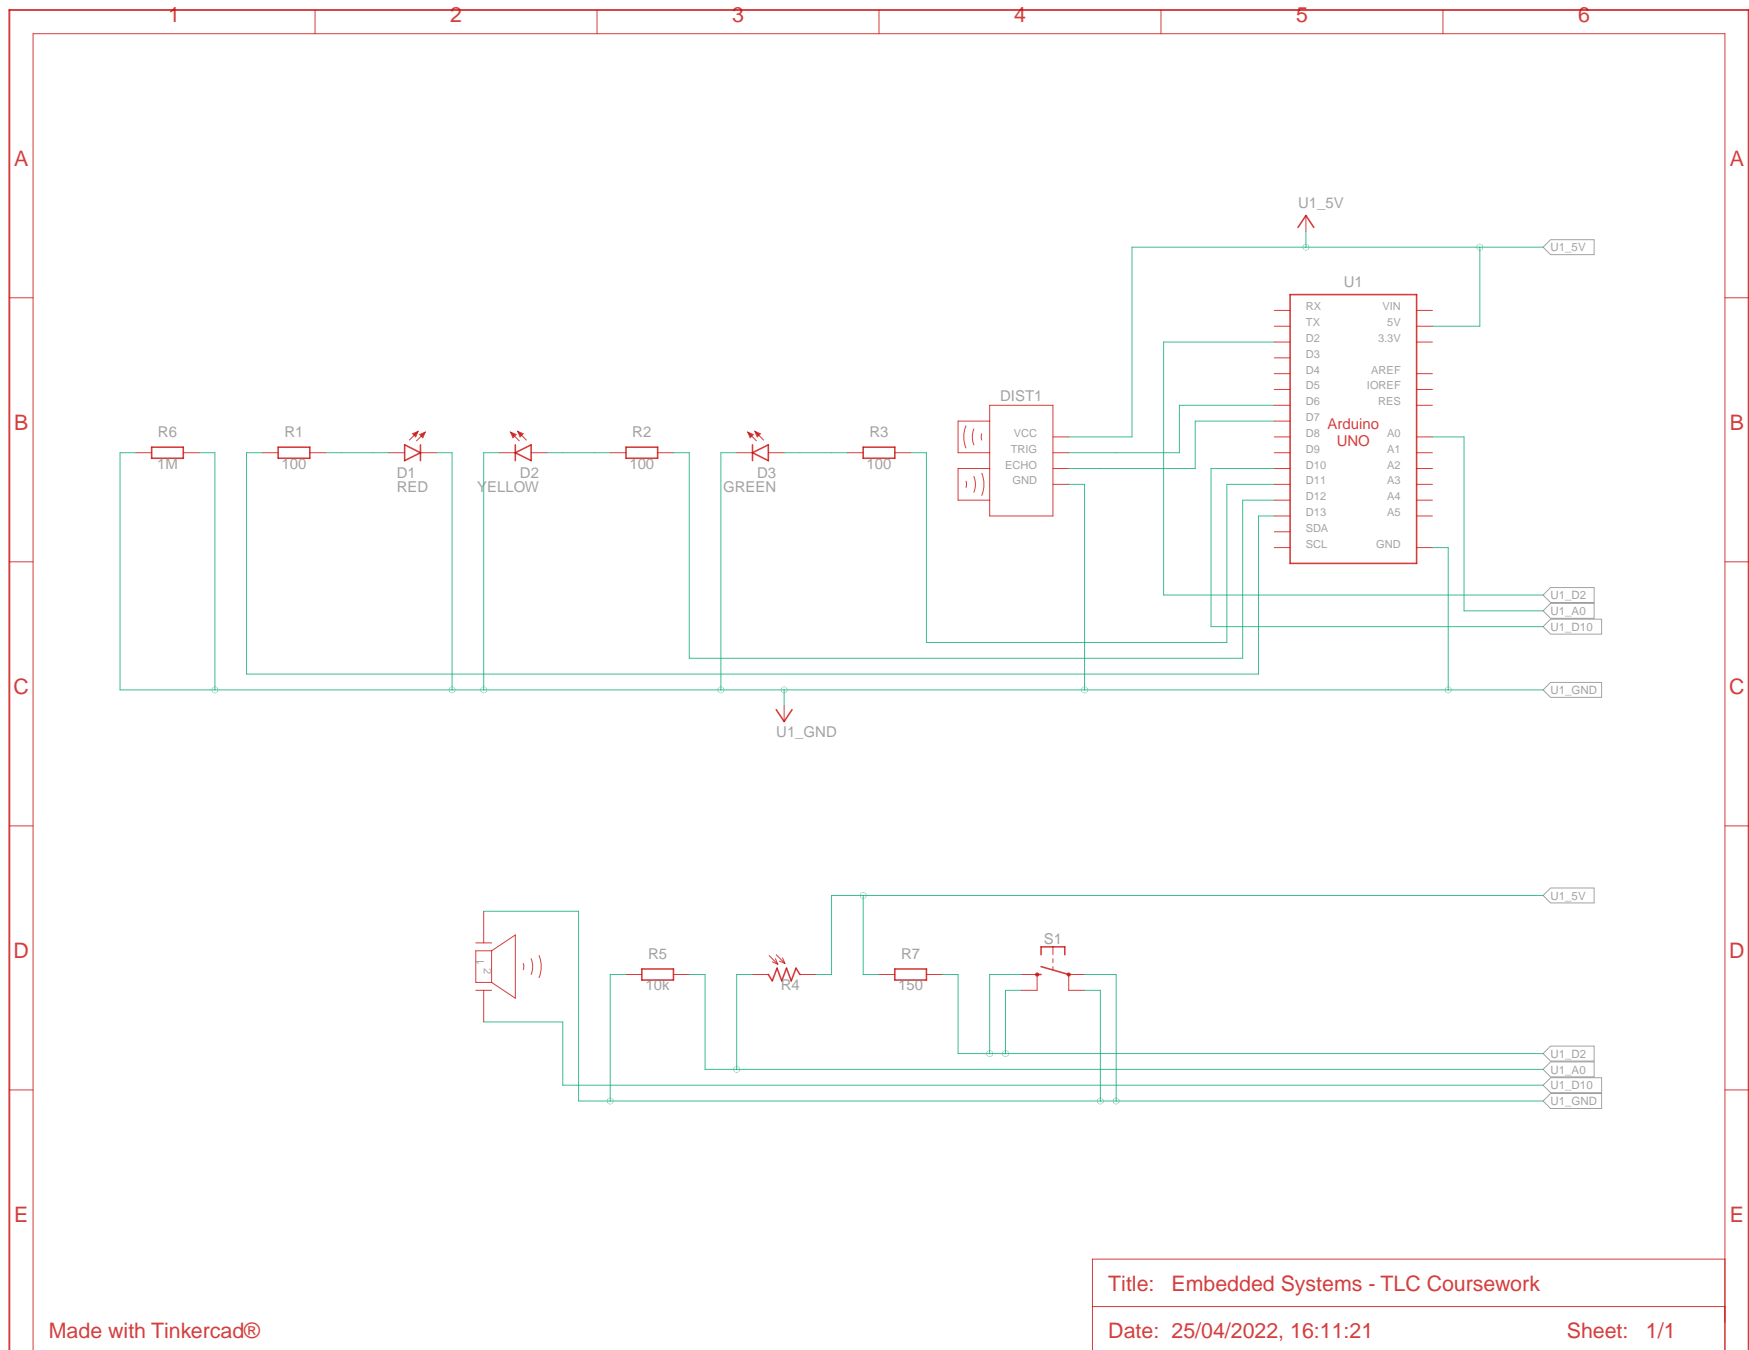 1 2 3 4 5 6
A A
U1_5V
U1_5V
U1
RX VIN
TX 5V
D2 3.3V
D3
D4 AREF
D5 IOREF
D6 RES
D7
D8 A0
D9 A1
D10 A2
D11 A3
D12 A4
D13 A5
SDA
SCL GND
Arduino
UNO
DIST1
VCC
TRIG
ECHO
GND
B B
R6
1M
R1
100
D1
RED
D2
YELLOW
R2
100
D3
GREEN
R3
100
U1_D2
U1_A0
U1_D10
C C
U1_GND
U1_GND
U1_5V
D D
1
2
R5
10k
R4
R7
150
S1
U1_D2
U1_A0
U1_D10
U1_GND
E E
Title: Embedded Systems - TLC Coursework
Made with Tinkercad®
Date: 25/04/2022, 16:11:21 Sheet: 1/1